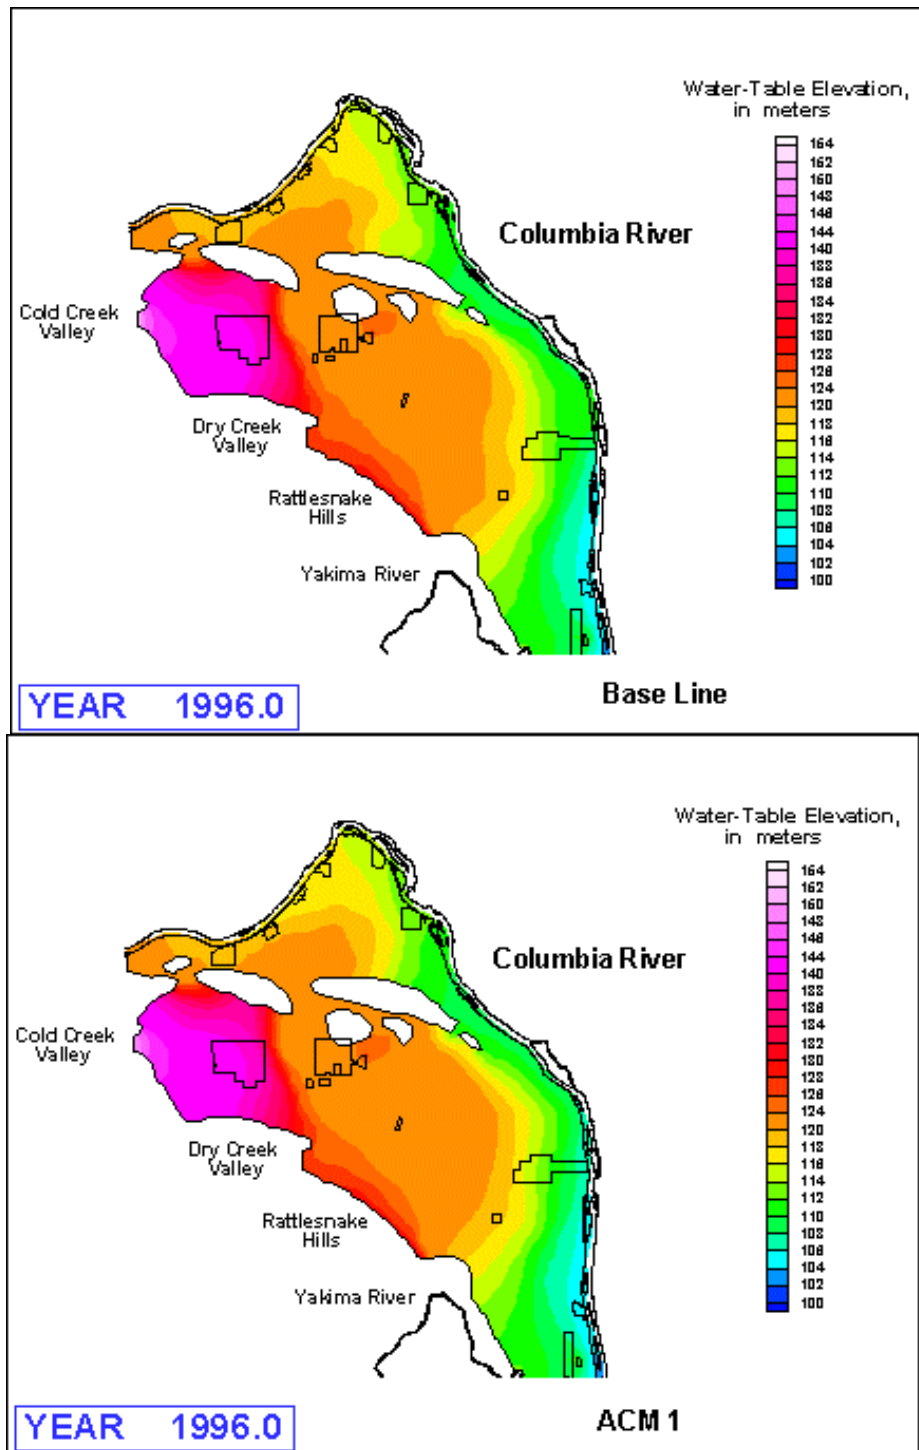 Water-Table Elevation,
in meters
164
162
160
148
146
144
140
138
136
134
132
130
128
126
124
120
118
116
114
112
110
108
106
104
102
100
Columbia River
Cold Creek
Valley
Dry Creek
Valley
Rattlesnake
Hills
Yakima River
Base Line
YEAR 1996.0
Water-Table Elevation,
in meters
164
162
160
148
146
144
140
138
136
134
132
130
128
126
124
120
118
116
114
112
110
108
106
104
102
100
Columbia River
Cold Creek
Valley
Dry Creek
Valley
Rattlesnake
Hills
Yakima River
ACM 1
YEAR 1996.0